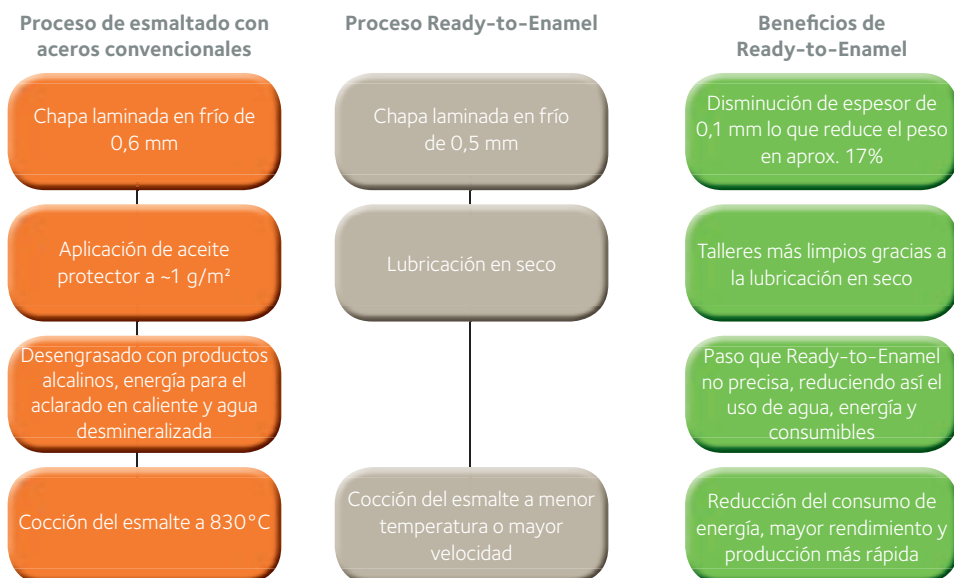 Proceso de esmaltado con
aceros convencionales
Chapa laminada en frío de
0,6 mm
Aplicación de aceite
protector a ~1 g/m²
Desengrasado con productos
alcalinos, energía para el
aclarado en caliente y agua
desmineralizada
Cocción del esmalte a 830°C
Proceso Ready-to-Enamel
Chapa laminada en frío
de 0,5 mm
Lubricación en seco
Cocción del esmalte a menor
temperatura o mayor
velocidad
Beneficios de
Ready-to-Enamel
Disminución de espesor de
0,1 mm lo que reduce el peso
en aprox. 17%
Talleres más limpios gracias a
la lubricación en seco
Paso que Ready-to-Enamel
no precisa, reduciendo así el
uso de agua, energía y
consumibles
Reducción del consumo de
energía, mayor rendimiento y
producción más rápida